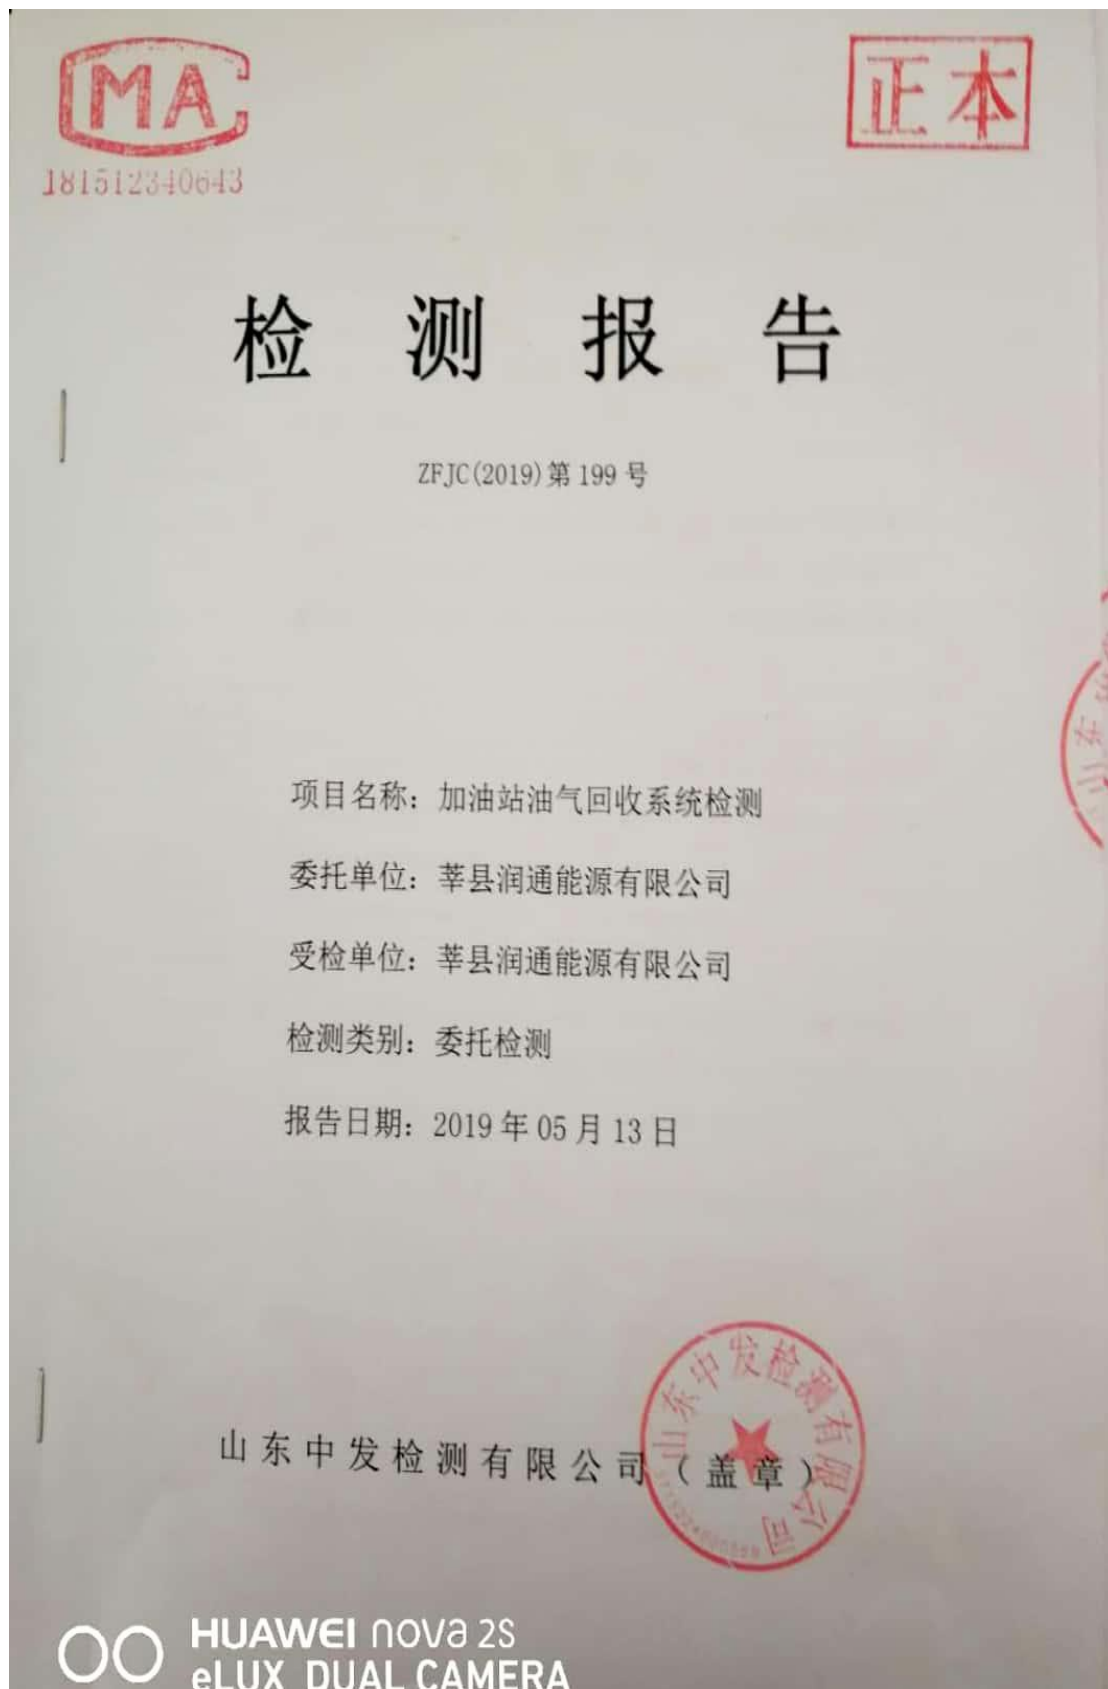 CMA
正本
181512340643
检测报告
ZFJC(2019)第199号
项目名称：加油站油气回收系统检测
委托单位：莘县润通能源有限公司
受检单位：莘县润通能源有限公司
检测类别：委托检测
报告日期：2019年05月13日
山东中发检测有限公司（盖章）
山东中发检测有限公司
山东
HUAWEI nova 2S
eLUX DUAL CAMERA